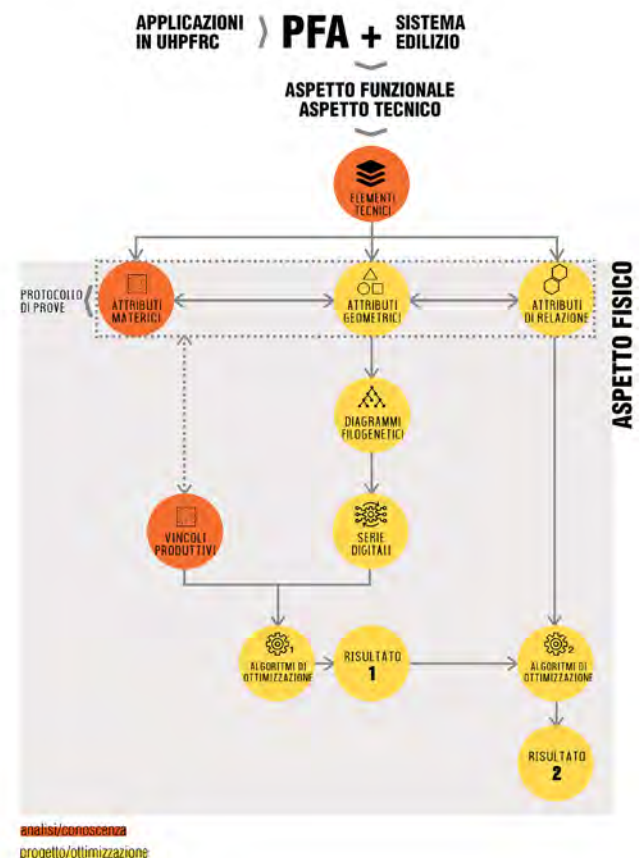 APPLICAZIONI
IN UHPFRC
PFA +
SISTEMA
EDILIZIO
ASPETTO FUNZIONALE
ASPETTO TECNICO
ELEMENTI
TECNICI
PROTOCOLLO
DI PROVE
ATTRIBUTI
MATERICI
ATTRIBUTI
GEOMETRICI
ATTRIBUTI
DI RELAZIONE
ASPETTO FISICO
DIAGRAMMI
FILOGENETICI
VINCOLI
PRODUTTIVI
SERIE
DIGITALI
1
ALGORITMI DI
OTTIMIZZAZIONE
RISULTATO
1
2
ALGORITMI DI
OTTIMIZZAZIONE
RISULTATO
2
analisi/conoscenza
progetto/ottimizzazione